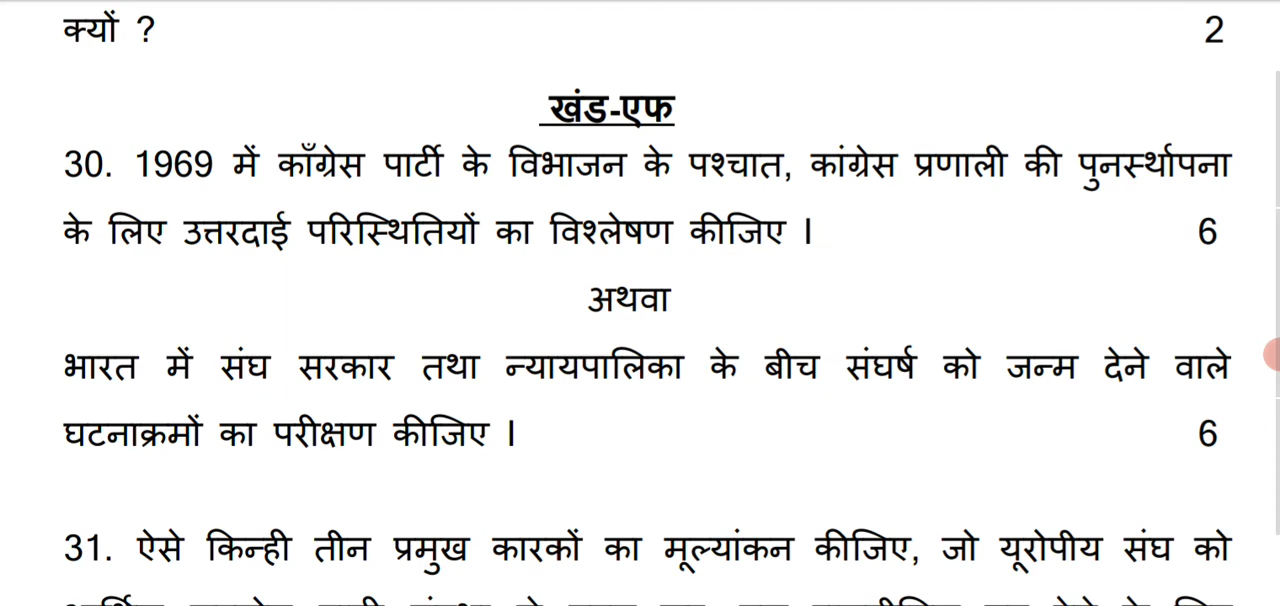 क्यों ? 2
खंड-एफ
30. 1969 में काँग्रेस पार्टी के विभाजन के पश्चात, कांग्रेस प्रणाली की पुनर्स्थापना
के लिए उत्तरदाई परिस्थितियों का विश्लेषण कीजिए I 6
अथवा
भारत में संघ सरकार तथा न्यायपालिका के बीच संघर्ष को जन्म देने वाले
घटनाक्रमों का परीक्षण कीजिए I 6
31. ऐसे किन्ही तीन प्रमुख कारकों का मूल्यांकन कीजिए, जो यूरोपीय संघ को